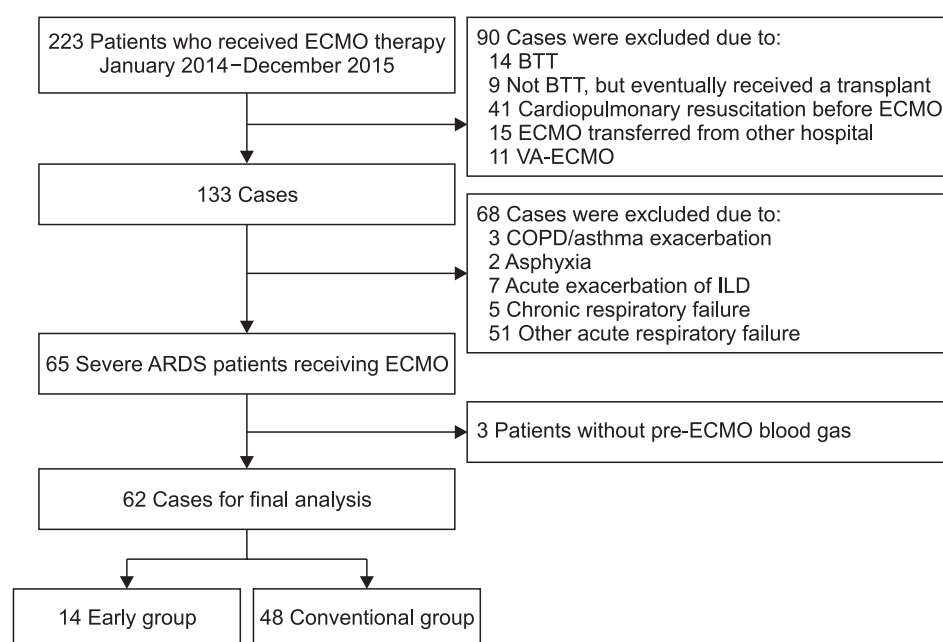 223 Patients who received ECMO therapy
January 2014–December 2015
90 Cases were excluded due to:
14 BTT
9 Not BTT, but eventually received a transplant
41 Cardiopulmonary resuscitation before ECMO
15 ECMO transferred from other hospital
11 VA-ECMO
133 Cases
68 Cases were excluded due to:
3 COPD/asthma exacerbation
2 Asphyxia
7 Acute exacerbation of ILD
5 Chronic respiratory failure
51 Other acute respiratory failure
65 Severe ARDS patients receiving ECMO
3 Patients without pre-ECMO blood gas
62 Cases for final analysis
14 Early group
48 Conventional group